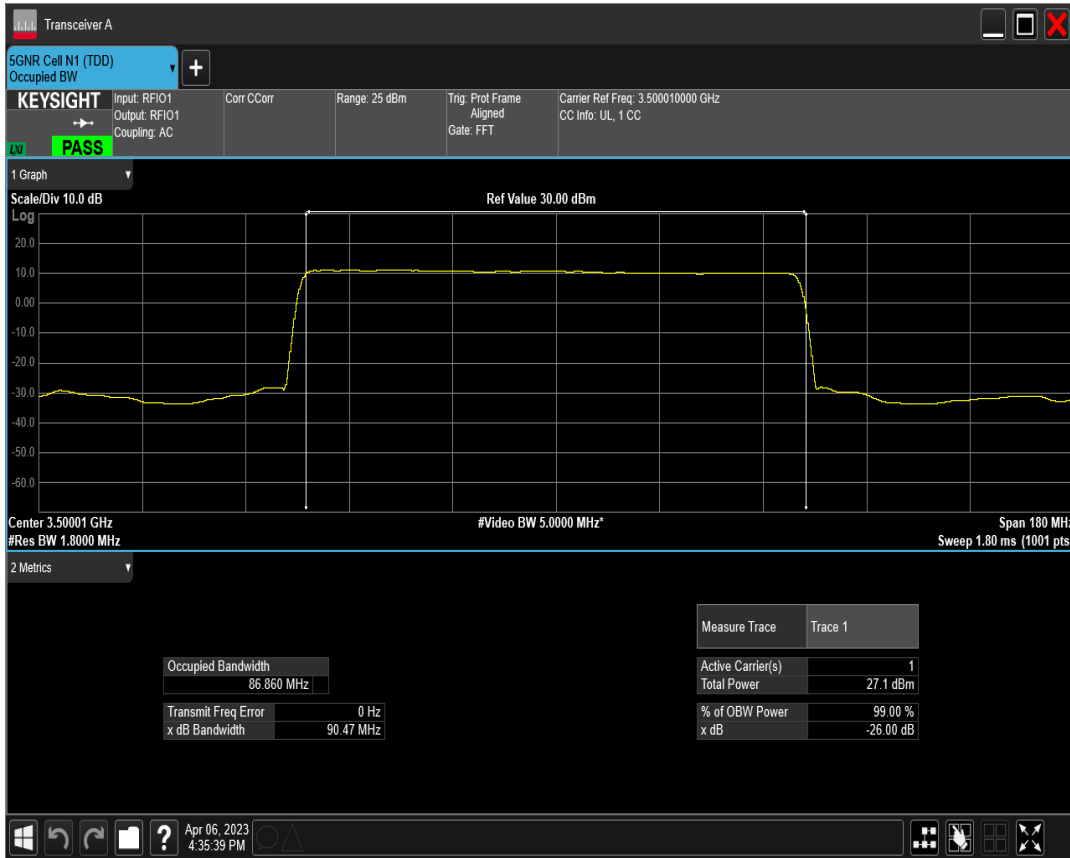 Transceiver A
5GNR Cell N1 (TDD)
Occupied BW
KEYSIGHT
LXI
PASS
Input: RFIO1
Output: RFIO1
Coupling: AC
Corr CCorr
Range: 25 dBm
Trig: Prot Frame
Aligned
Gate: FFT
Carrier Ref Freq: 3.500010000 GHz
CC Info: UL, 1 CC
1 Graph
Scale/Div 10.0 dB
Ref Value 30.00 dBm
Log
20.0
10.0
0.00
-10.0
-20.0
-30.0
-40.0
-50.0
-60.0
Center 3.50001 GHz
#Video BW 5.0000 MHz*
Span 180 MHz
#Res BW 1.8000 MHz
Sweep 1.80 ms (1001 pts
2 Metrics
Measure Trace Trace 1
Occupied Bandwidth
86.860 MHz
Active Carrier(s) 1
Total Power 27.1 dBm
Transmit Freq Error 0 Hz
x dB Bandwidth 90.47 MHz
% of OBW Power 99.00 %
x dB -26.00 dB
?
Apr 06, 2023
4:35:39 PM